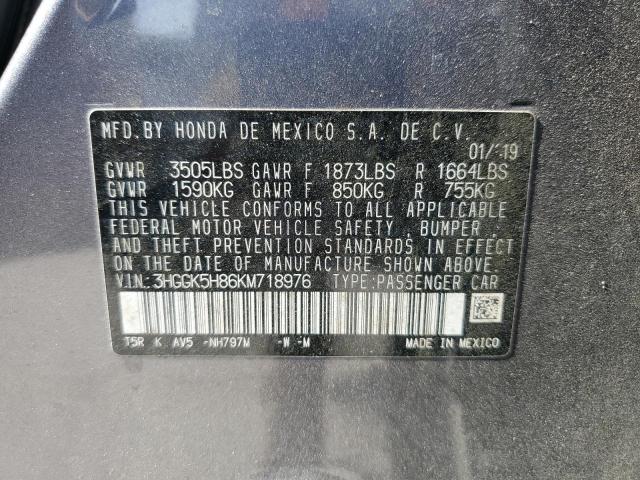 MFD. BY HONDA DE MEXICO S.A. DE C.V.
01/19
GVWR 3505LBS GAWR F 1873LBS R 1664LBS
GVWR 1590KG GAWR F 850KG R 755KG
THIS VEHICLE CONFORMS TO ALL APPLICABLE
FEDERAL MOTOR VEHICLE SAFETY, BUMPER,
AND THEFT PREVENTION STANDARDS IN EFFECT
ON THE DATE OF MANUFACTURE SHOWN ABOVE.
V.I.N.: 3HGGK5H86KM718976 TYPE: PASSENGER CAR
T5R K AV5 -NH797M -W -M MADE IN MEXICO